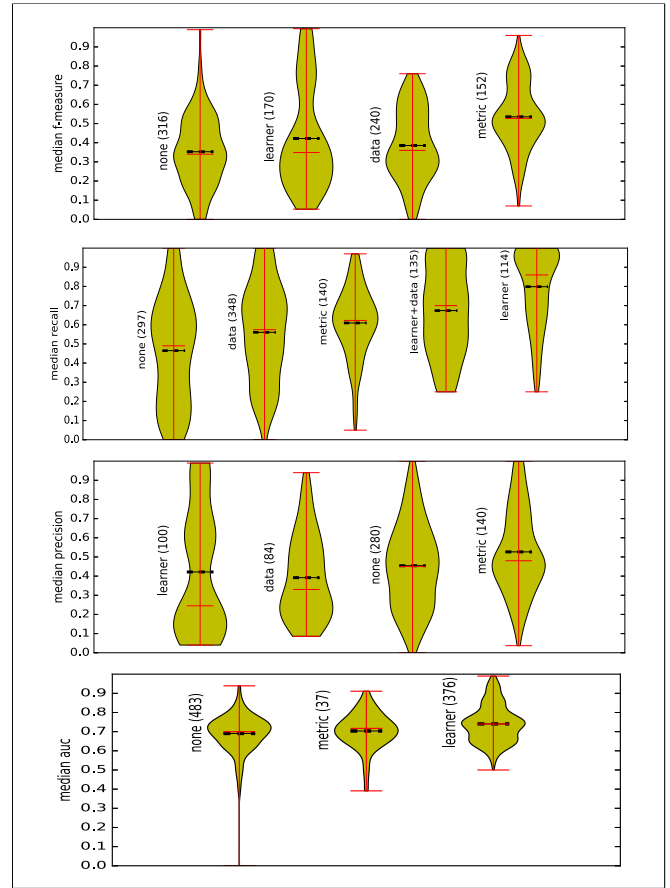 median f-measure
0.9
0.8
0.7
0.6
0.5
0.4
0.3
0.2
0.1
0.0
none (316)
learner (170)
data (240)
metric (152)
median recall
0.9
0.8
0.7
0.6
0.5
0.4
0.3
0.2
0.1
0.0
none (297)
data (348)
metric (140)
learner+data (135)
learner (114)
median precision
0.9
0.8
0.7
0.6
0.5
0.4
0.3
0.2
0.1
0.0
learner (100)
data (84)
none (280)
metric (140)
median auc
0.9
0.8
0.7
0.6
0.5
0.4
0.3
0.2
0.1
0.0
none (483)
metric (37)
learner (376)